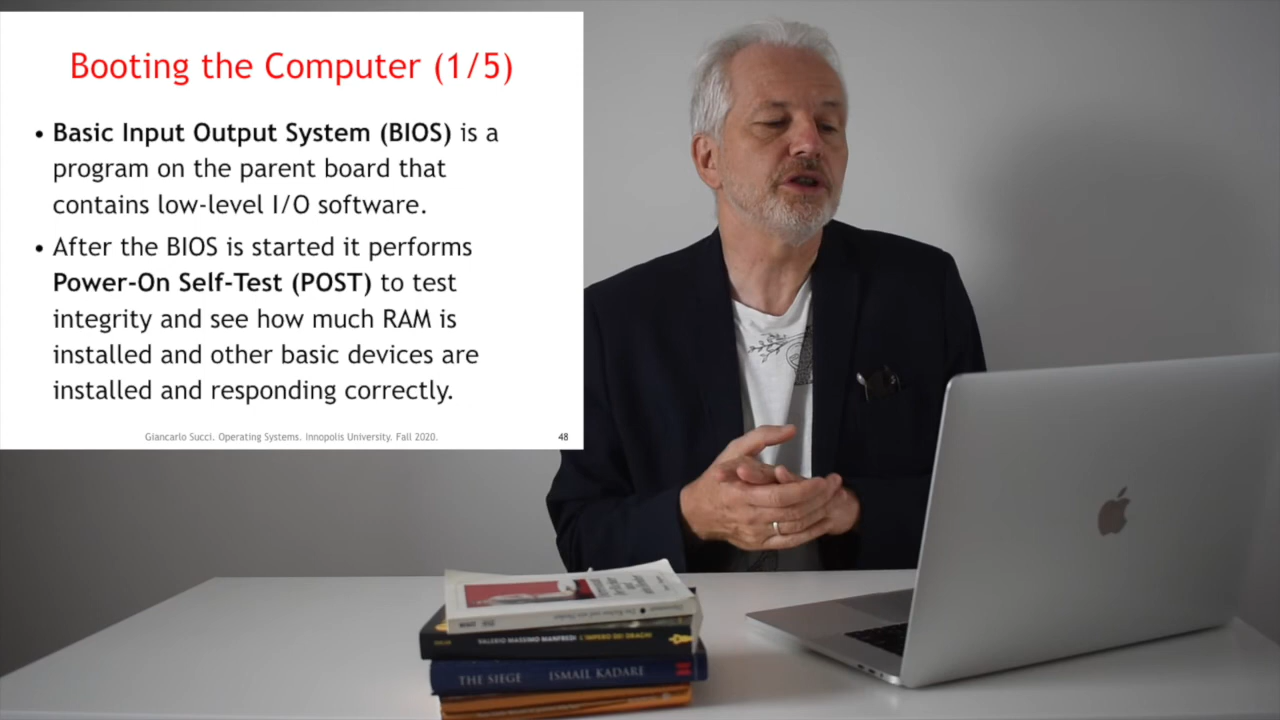 Booting the Computer (1/5)
• Basic Input Output System (BIOS) is a
program on the parent board that
contains low-level I/O software.
• After the BIOS is started it performs
Power-On Self-Test (POST) to test
integrity and see how much RAM is
installed and other basic devices are
installed and responding correctly.
Giancarlo Succi. Operating Systems. Innopolis University. Fall 2020.
48
VALERIO MASSIMO MANFREDI L'IMPERO DEI DRAGHI
THE SIEGE ISMAIL KADARE